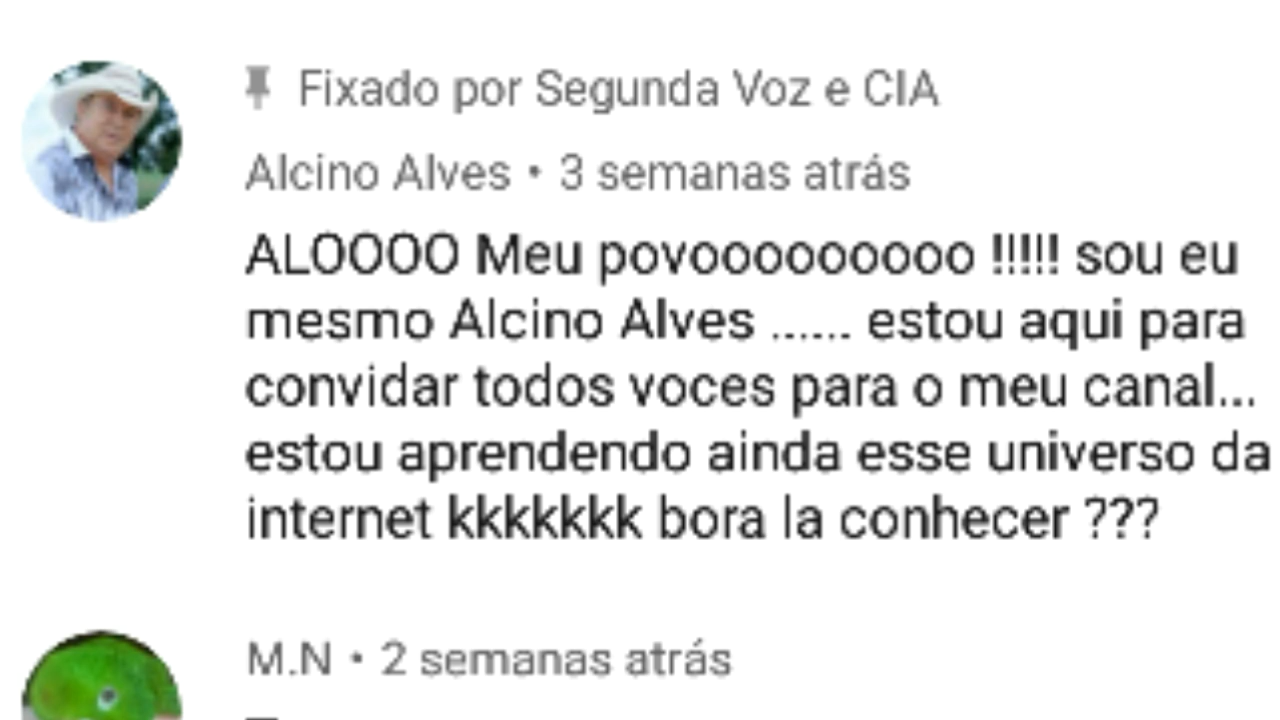 Fixado por Segunda Voz e CIA
Alcino Alves • 3 semanas atrás
ALOOOO Meu povoooooooooo !!!!! sou eu
mesmo Alcino Alves ...... estou aqui para
convidar todos voces para o meu canal...
estou aprendendo ainda esse universo da
internet kkkkkkk bora la conhecer ???
M.N • 2 semanas atrás